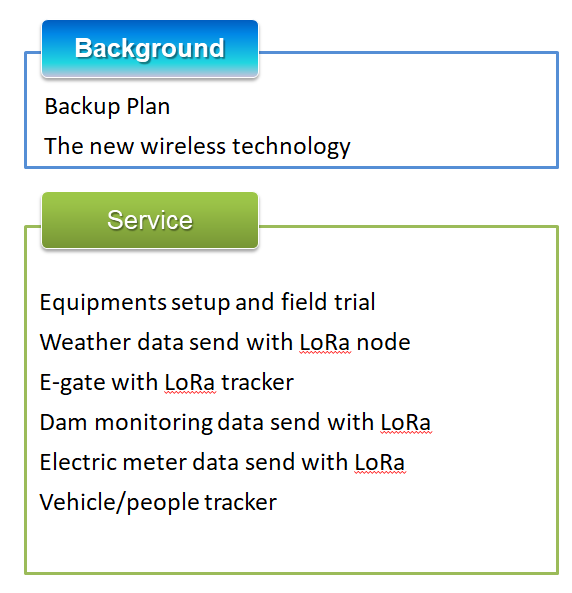 Background
Backup Plan
The new wireless technology
Service
Equipments setup and field trial
Weather data send with LoRa node
E-gate with LoRa tracker
Dam monitoring data send with LoRa
Electric meter data send with LoRa
Vehicle/people tracker